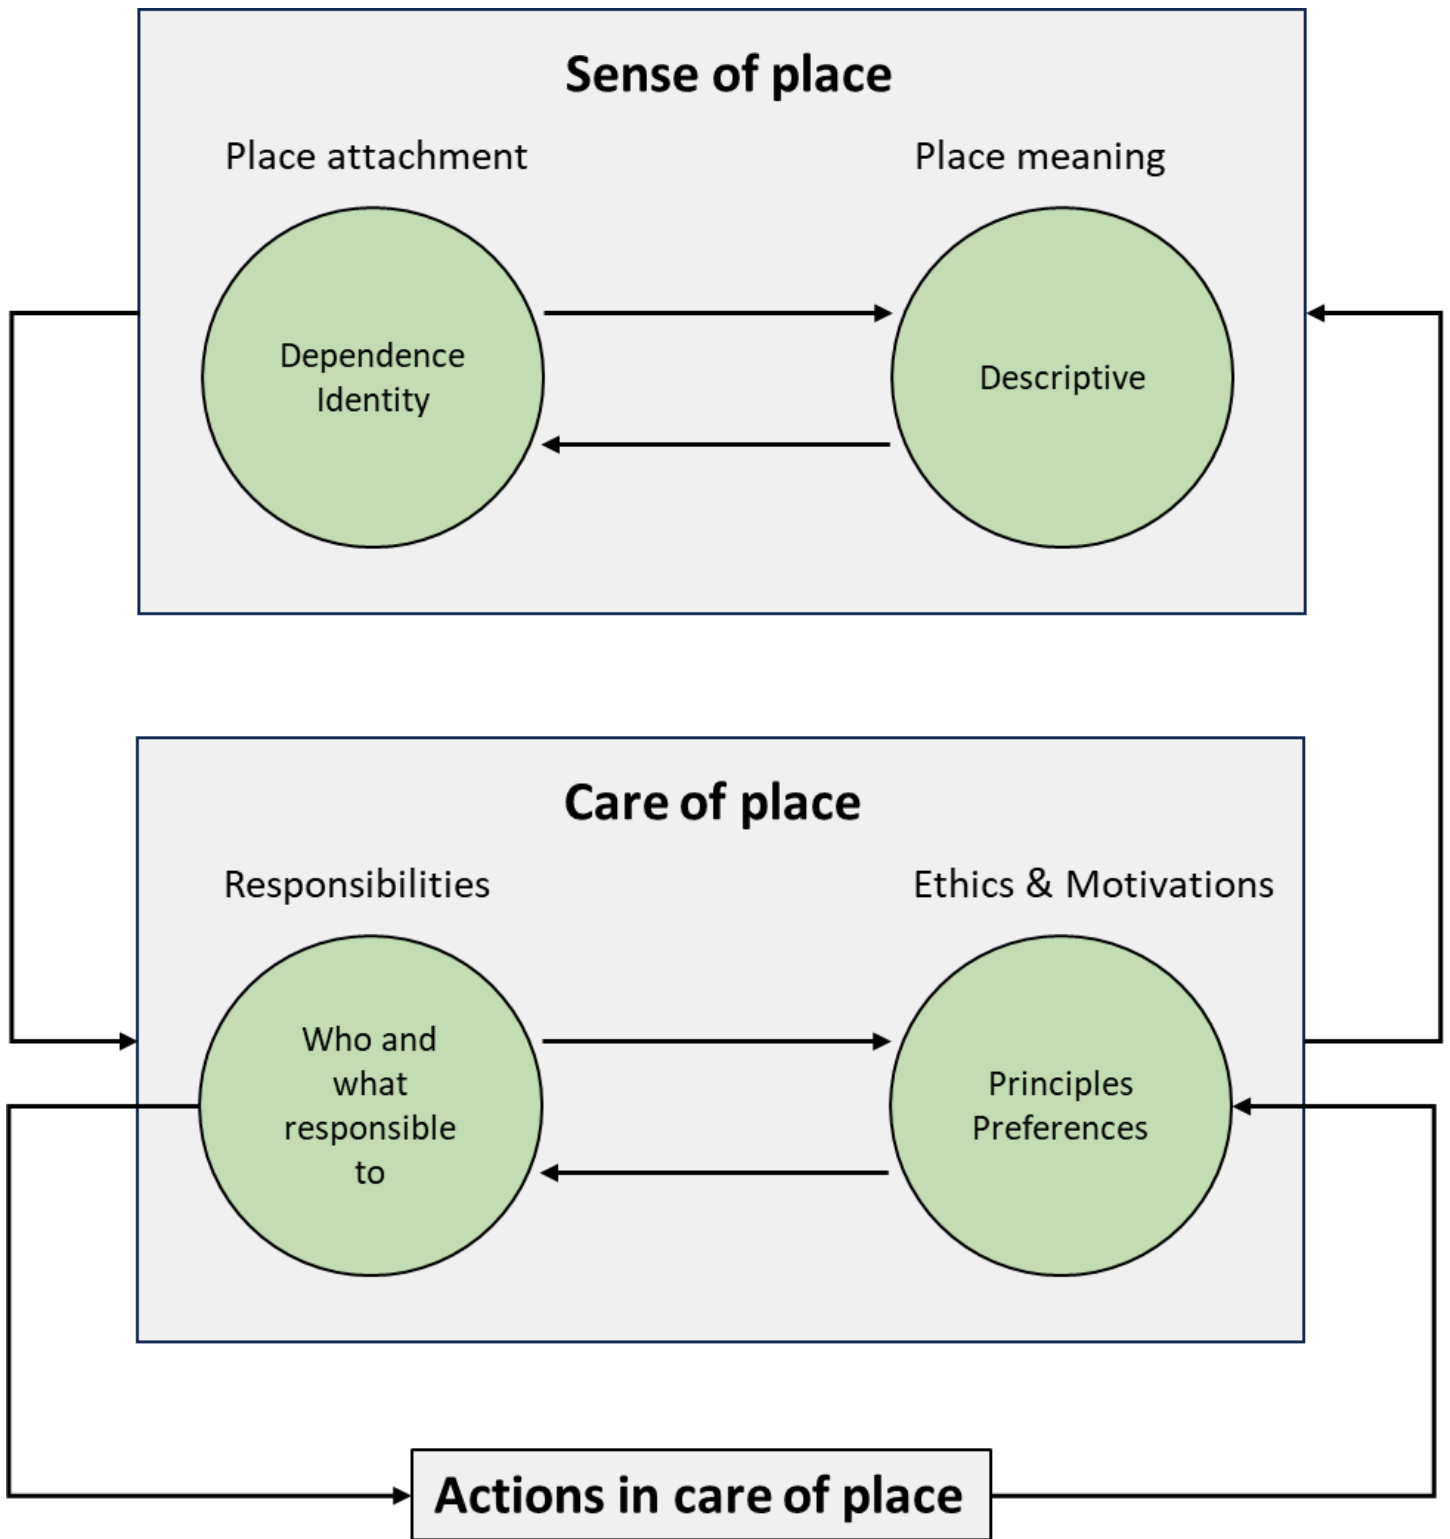 Sense of place
Place attachment
Place meaning
Dependence
Identity
Descriptive
Care of place
Responsibilities
Ethics & Motivations
Who and
what
responsible
to
Principles
Preferences
Actions in care of place